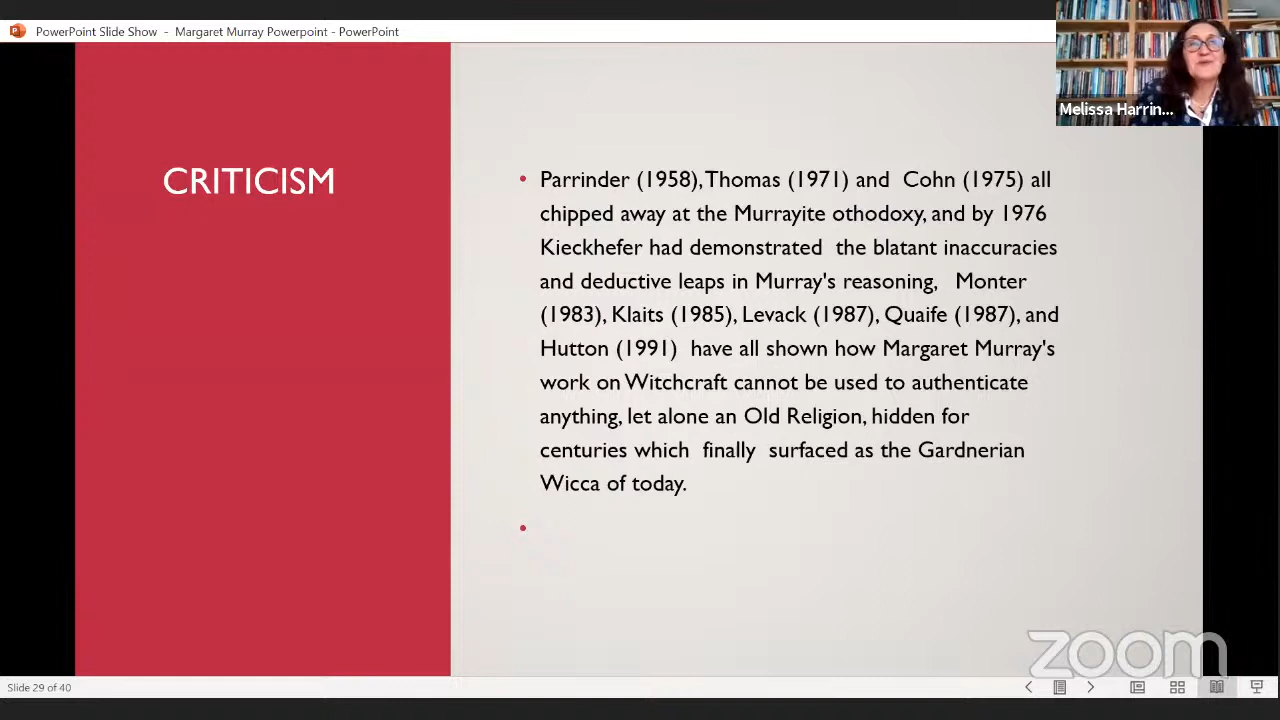 PowerPoint Slide Show - Margaret Murray Powerpoint - PowerPoint
Melissa Harrin...
CRITICISM
• Parrinder (1958), Thomas (1971) and Cohn (1975) all
chipped away at the Murrayite othodoxy, and by 1976
Kieckhefer had demonstrated the blatant inaccuracies
and deductive leaps in Murray's reasoning, Monter
(1983), Klaits (1985), Levack (1987), Quaife (1987), and
Hutton (1991) have all shown how Margaret Murray's
work on Witchcraft cannot be used to authenticate
anything, let alone an Old Religion, hidden for
centuries which finally surfaced as the Gardnerian
Wicca of today.
•
zoom
Slide 29 of 40